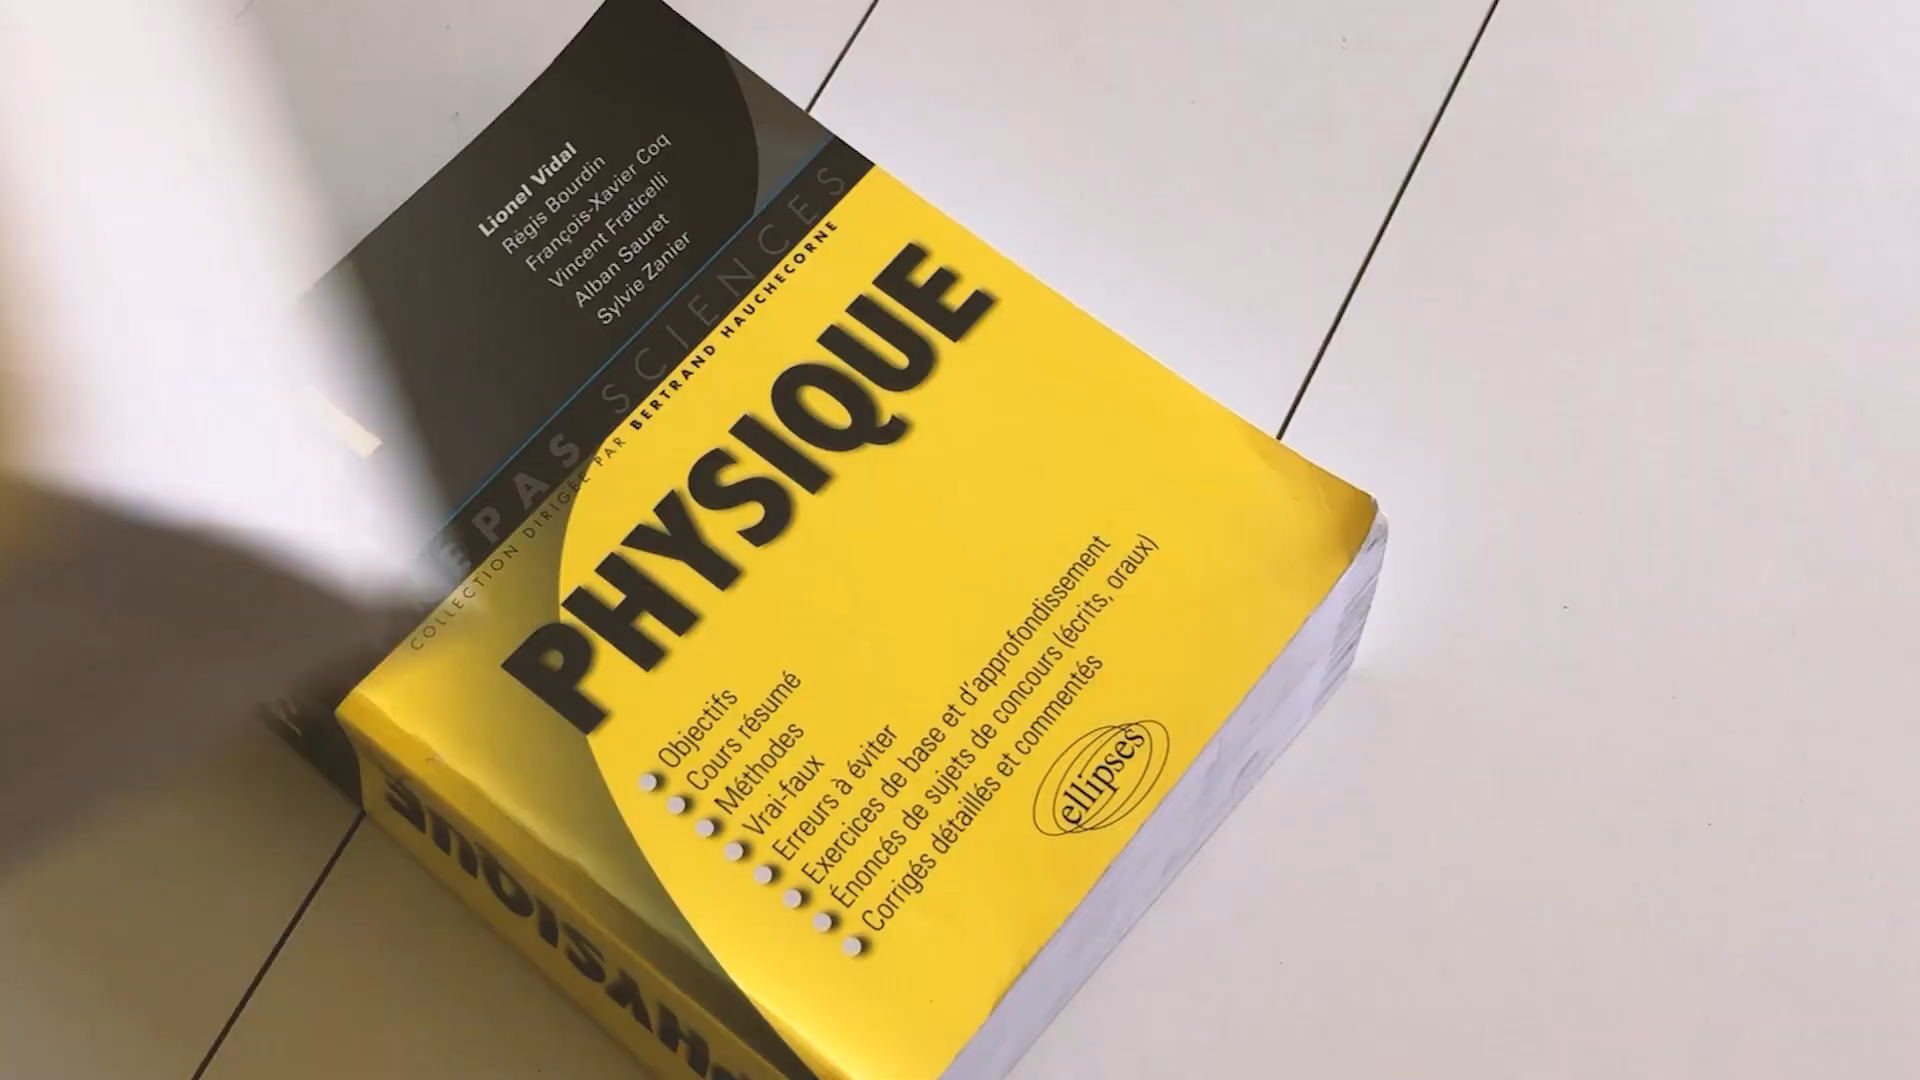 Lionel Vidal
Régis Bourdin
François-Xavier Coq
Vincent Fraticelli
Alban Sauret
Sylvie Zanier
PAS SCIENCES
COLLECTION DIRIGÉE PAR BERTRAND HAUCHECORNE
PHYSIQUE
Objectifs
Cours résumé
Méthodes
Vrai-faux
Erreurs à éviter
Exercices de base et d'approfondissement
Énoncés de sujets de concours (écrits, oraux)
Corrigés détaillés et commentés
ellipses
PHYSIQUE